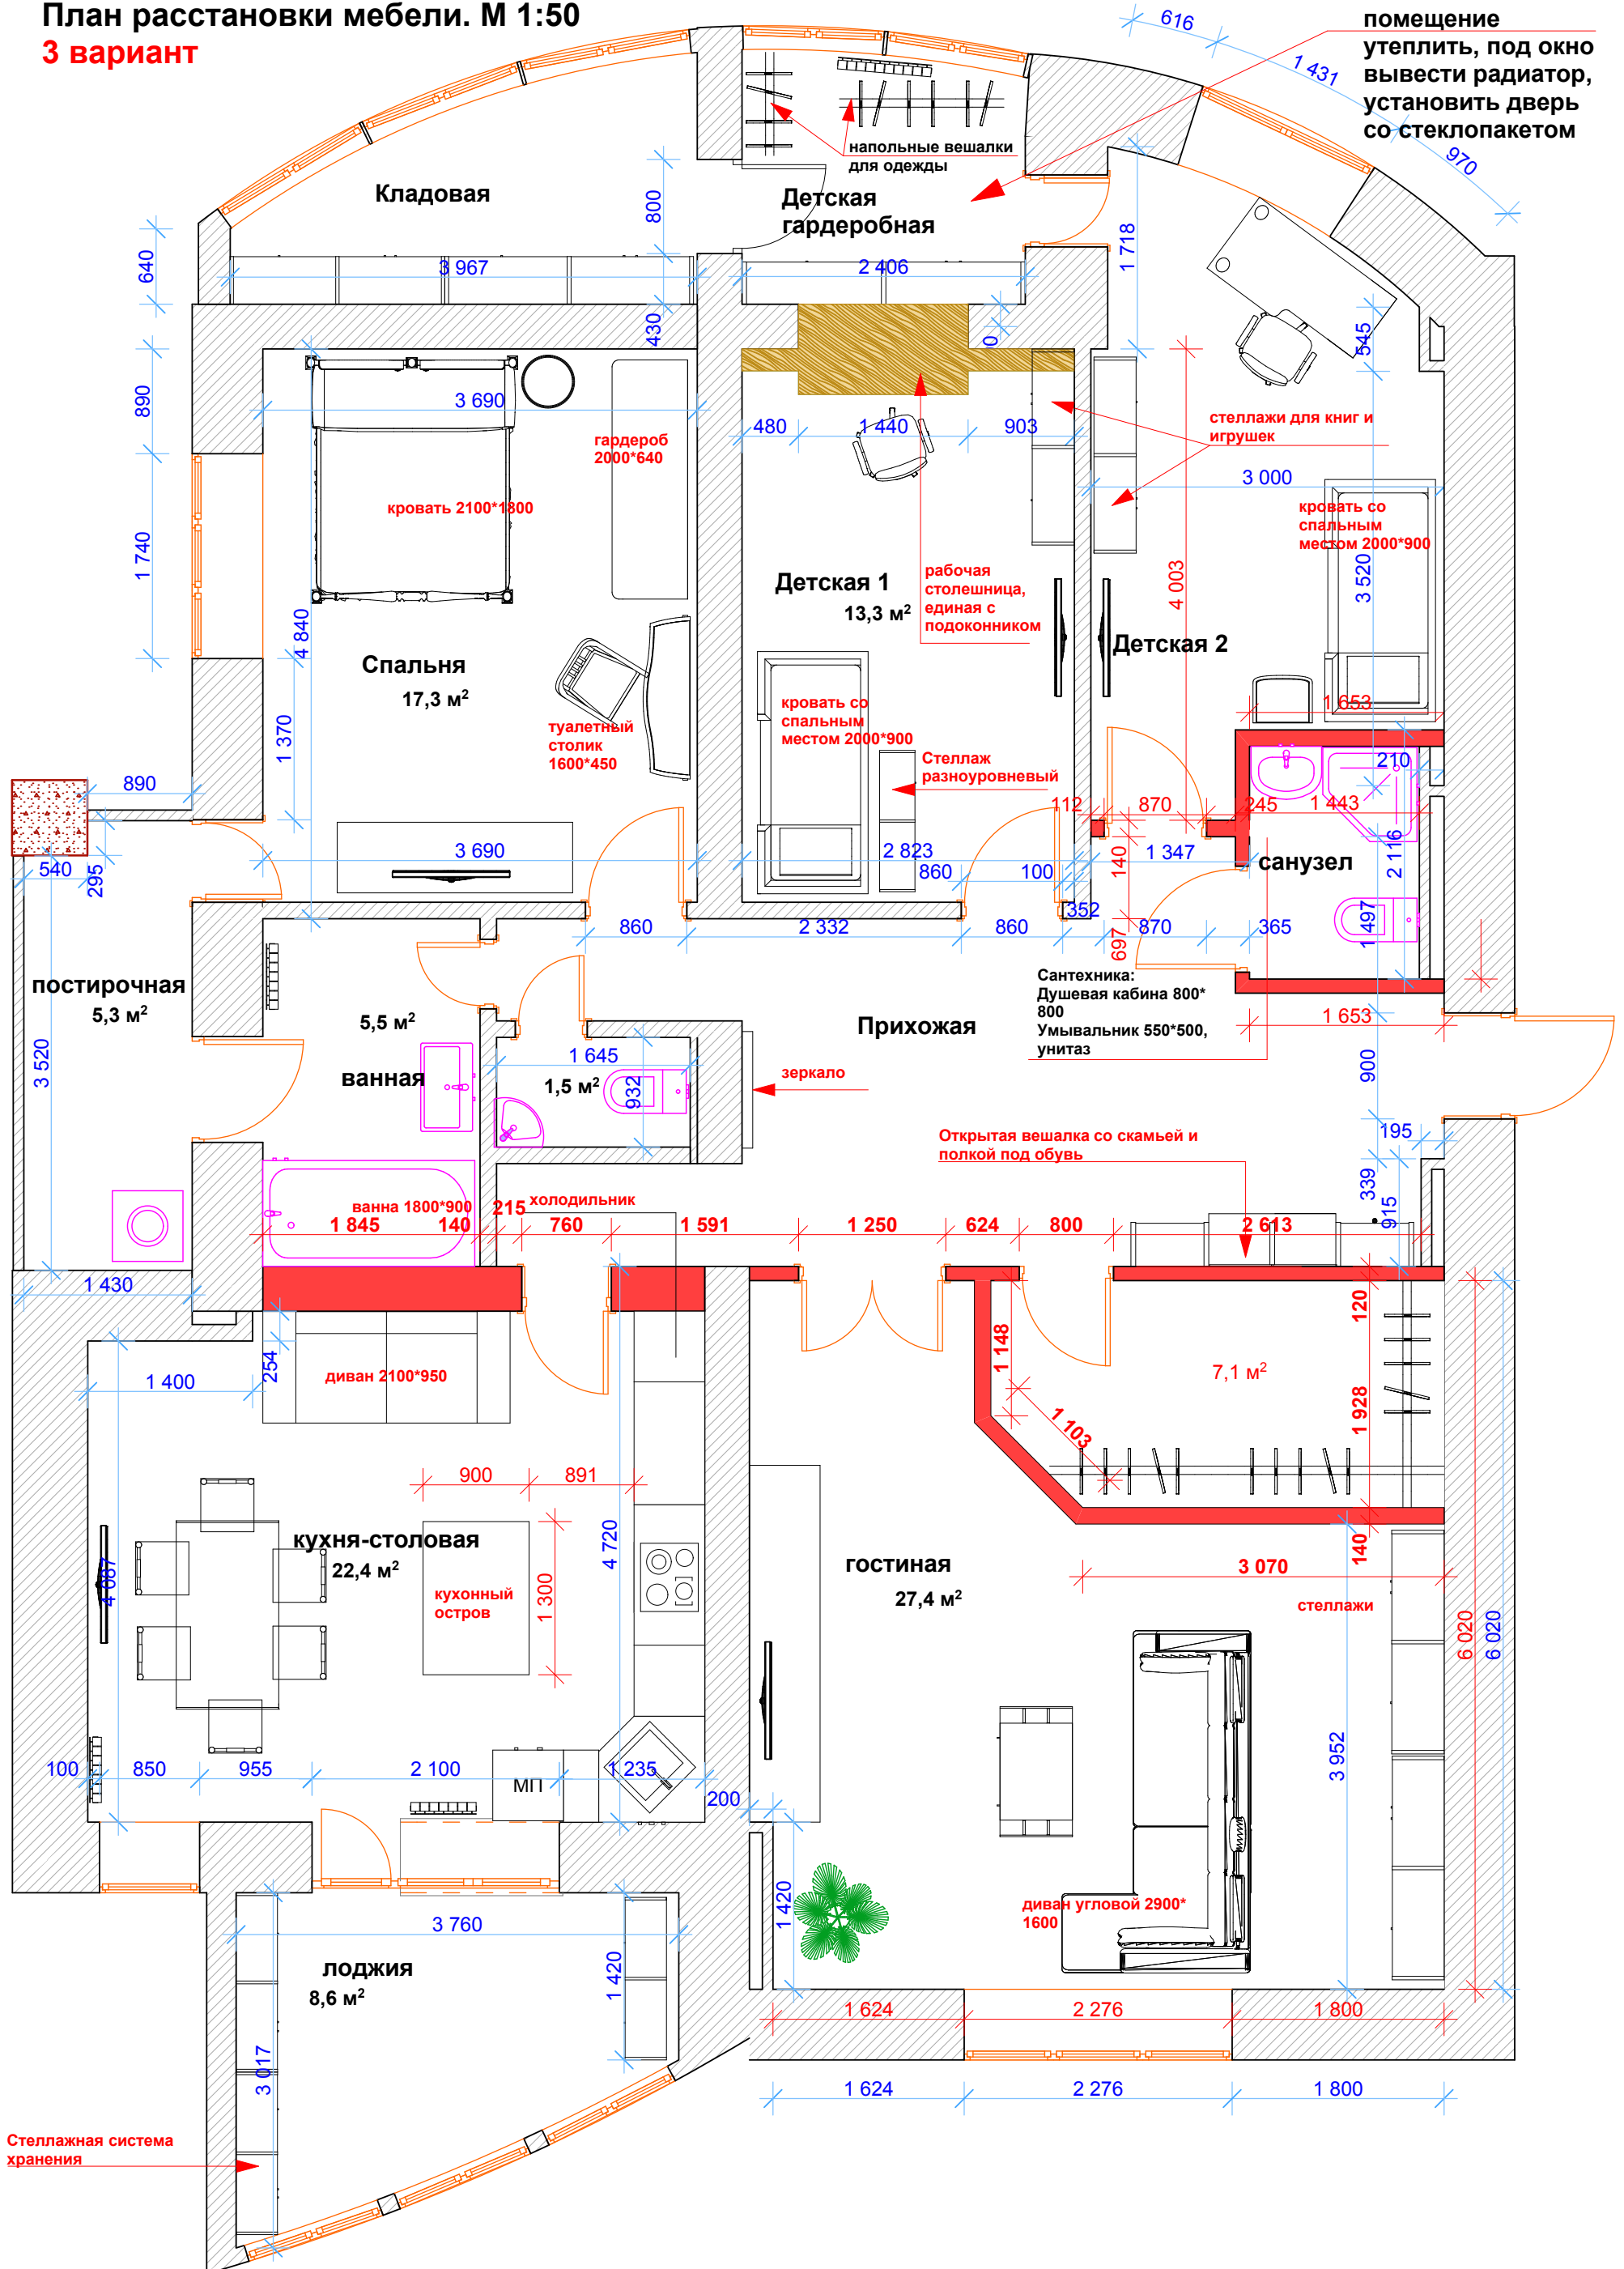 План расстановки мебели. М 1:50
3 вариант
помещение
утеплить, под окно
вывести радиатор,
установить дверь
со стеклопакетом
616
1 431
970
напольные вешалки
для одежды
Кладовая
Детская
гардеробная
800
640
1 718
3 967
2 406
430
545
890
3 690
гардероб
2000*640
480
1 440
903
стеллажи для книг и
игрушек
3 000
кровать 2100*1800
кровать со
спальным
местом 2000*900
1 740
4 003
3 520
Детская 1
13,3 м²
рабочая
столешница,
единая с
подоконником
4 840
Детская 2
Спальня
17,3 м²
1 370
туалетный
столик
1600*450
кровать со
спальным
местом 2000*900
Стеллаж
разноуровневый
1 653
210
890
112
870
245
1 443
540
295
3 690
2 823
860
100
140
1 347
санузел
2 116
352
860
2 332
860
697
870
365
1 497
постирочная
5,3 м²
5,5 м²
ванная
Прихожая
Сантехника:
Душевая кабина 800*
800
Умывальник 550*500,
унитаз
1 653
3 520
1 645
1,5 м²
932
зеркало
900
195
Открытая вешалка со скамьей и
полкой под обувь
339
915
ванна 1800*900
215
холодильник
1 845
140
760
1 591
1 250
624
800
2 613
1 430
120
254
1 400
диван 2100*950
1 148
7,1 м²
1 928
1 103
900
891
кухня-столовая
22,4 м²
4 720
4 087
кухонный
остров
1 300
гостиная
27,4 м²
140
3 070
стеллажи
6 020
6 020
100
850
955
2 100
1 235
МП
200
3 952
1 420
диван угловой 2900*
1600
3 760
лоджия
8,6 м²
1 420
3 017
1 624
2 276
1 800
1 624
2 276
1 800
Стеллажная система
хранения